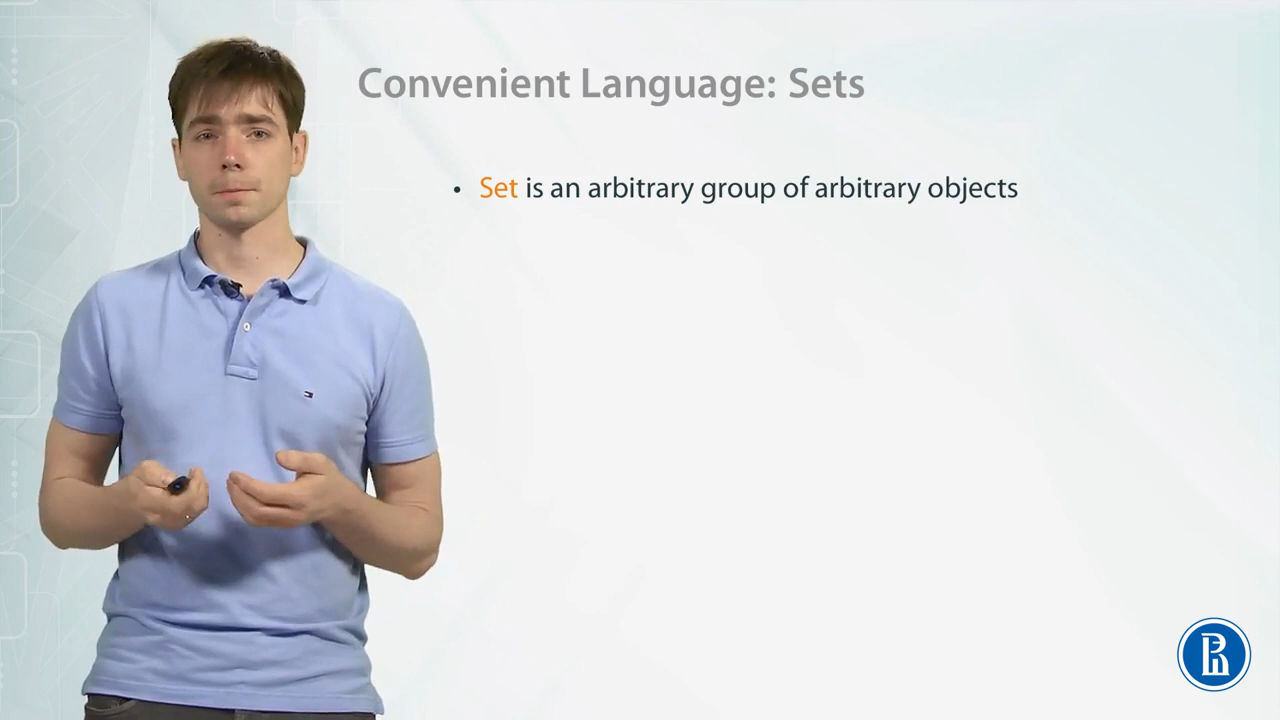 Convenient Language: Sets
• Set is an arbitrary group of arbitrary objects